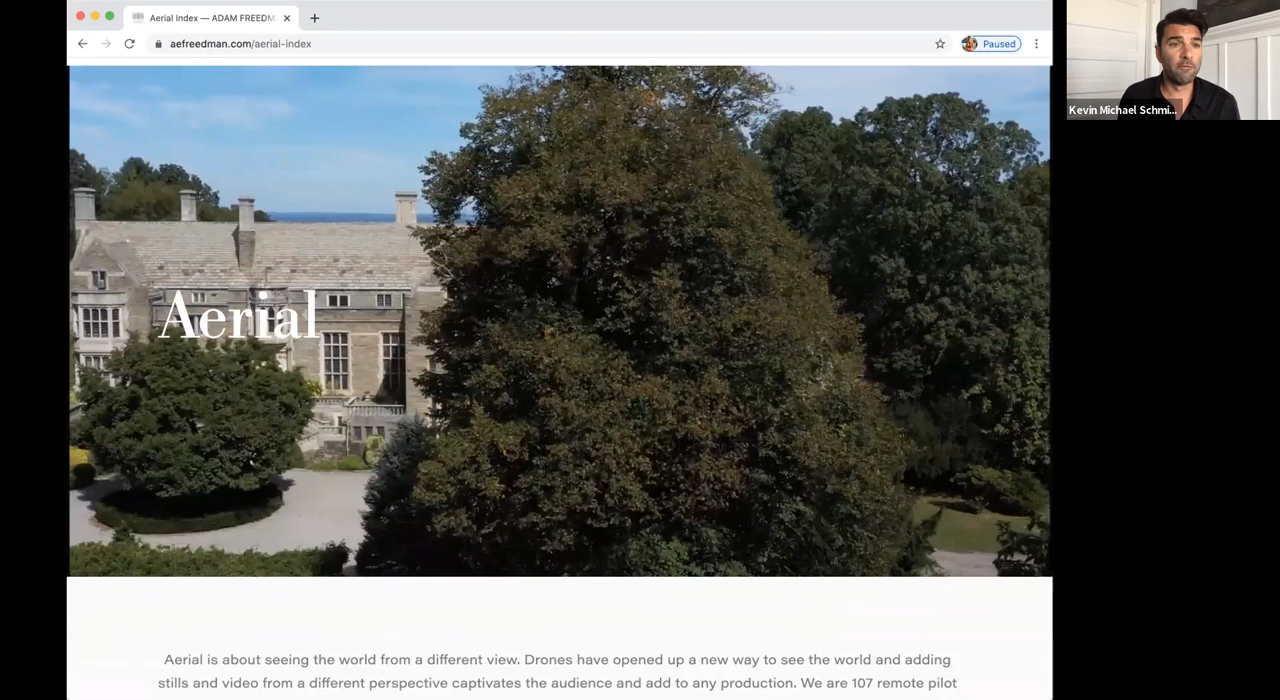 Aerial Index — ADAM FREEDM
aefreedman.com/aerial-index
Paused
Kevin Michael Schmi...
Aerial
Aerial is about seeing the world from a different view. Drones have opened up a new way to see the world and adding
stills and video from a different perspective captivates the audience and add to any production. We are 107 remote pilot